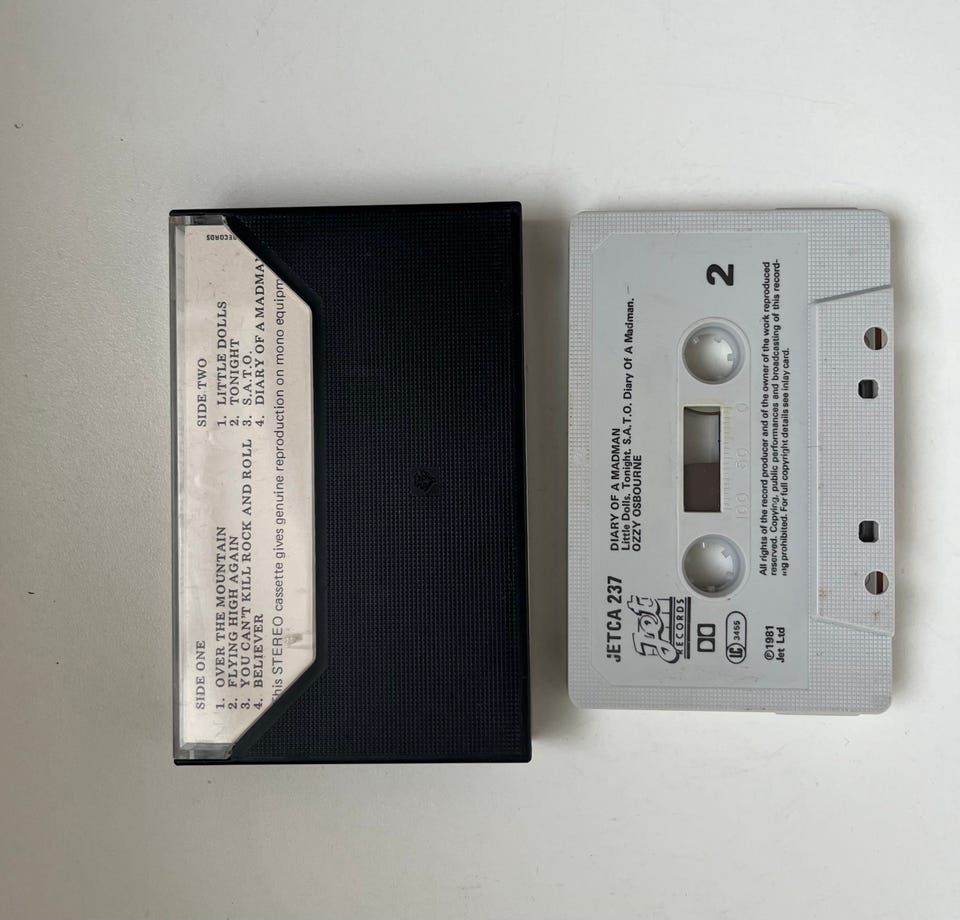 RECORDS
SIDE ONE
1. OVER THE MOUNTAIN
2. FLYING HIGH AGAIN
3. YOU CAN'T KILL ROCK AND ROLL
4. BELIEVER
SIDE TWO
1. LITTLE DOLLS
2. TONIGHT
3. S.A.T.O.
4. DIARY OF A MADMAN
his STEREO cassette gives genuine reproduction on mono equipm
JETCA 237
DIARY OF A MADMAN
Little Dolls. Tonight. S.A.T.O. Diary Of A Madman.
OZZY OSBOURNE
2
Jet
RECORDS
LC 3455
100 50 0
℗1981
Jet Ltd
All rights of the record producer and of the owner of the work reproduced
reserved. Copying, public performances and broadcasting of this record-
ing prohibited. For full copyright details see inlay card.